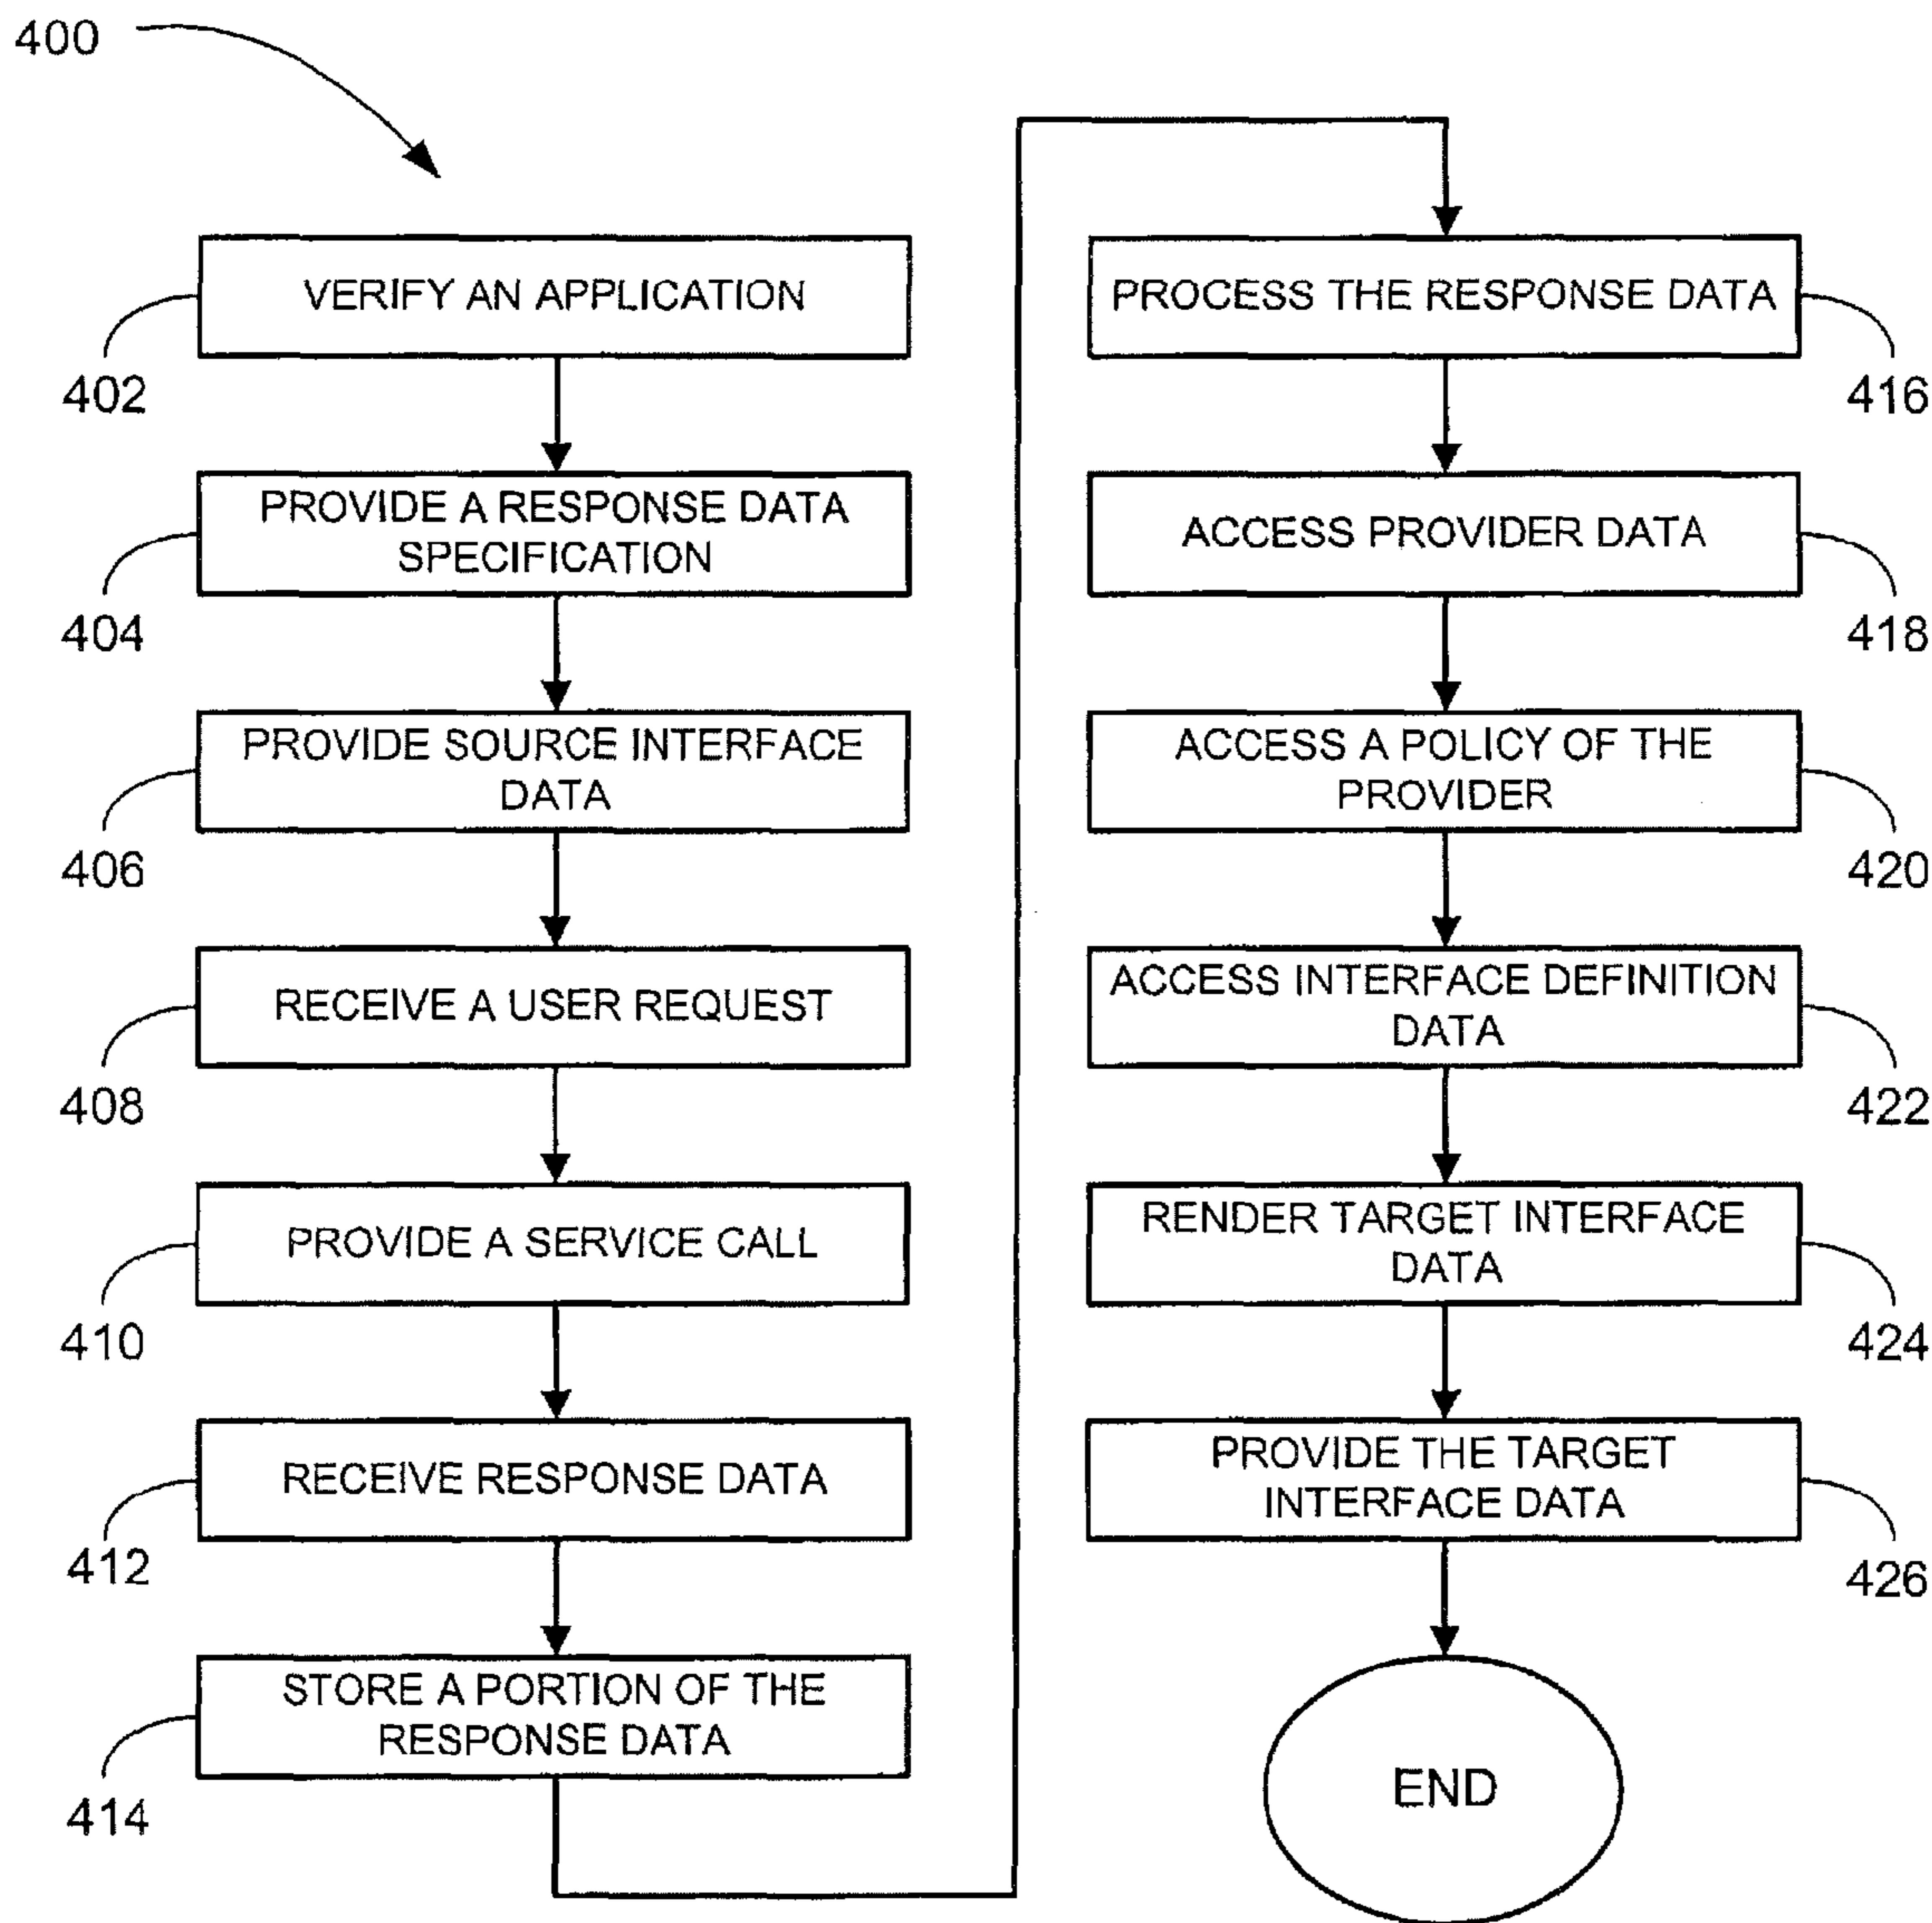 400
VERIFY AN APPLICATION
402
PROVIDE A RESPONSE DATA
SPECIFICATION
404
PROVIDE SOURCE INTERFACE
DATA
406
RECEIVE A USER REQUEST
408
PROVIDE A SERVICE CALL
410
RECEIVE RESPONSE DATA
412
STORE A PORTION OF THE
RESPONSE DATA
414
PROCESS THE RESPONSE DATA
416
ACCESS PROVIDER DATA
418
ACCESS A POLICY OF THE
PROVIDER
420
ACCESS INTERFACE DEFINITION
DATA
422
RENDER TARGET INTERFACE
DATA
424
PROVIDE THE TARGET
INTERFACE DATA
426
END